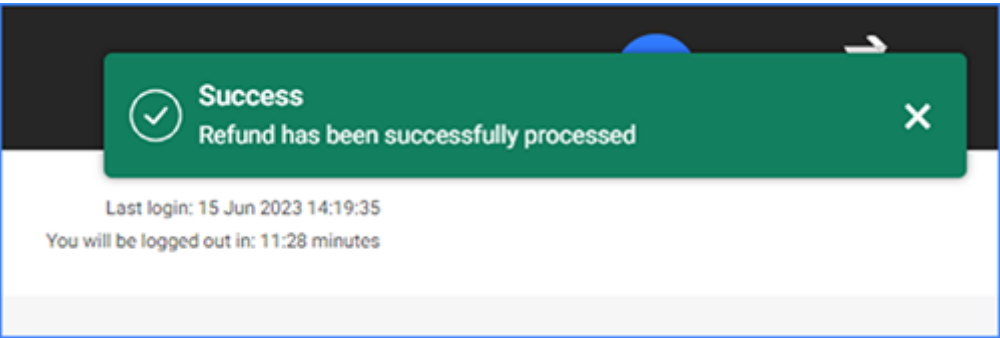 Success
Refund has been successfully processed
Last login: 15 Jun 2023 14:19:35
You will be logged out in: 11:28 minutes